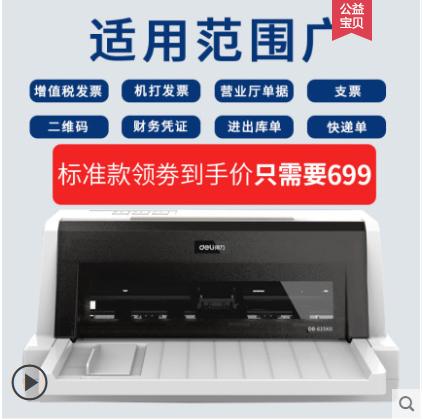 公益
宝贝
适用范围广
增值税发票
机打发票
营业厅单据
支票
二维码
财务凭证
进出库单
快递单
标准款领券到手价只需要699
deli得力